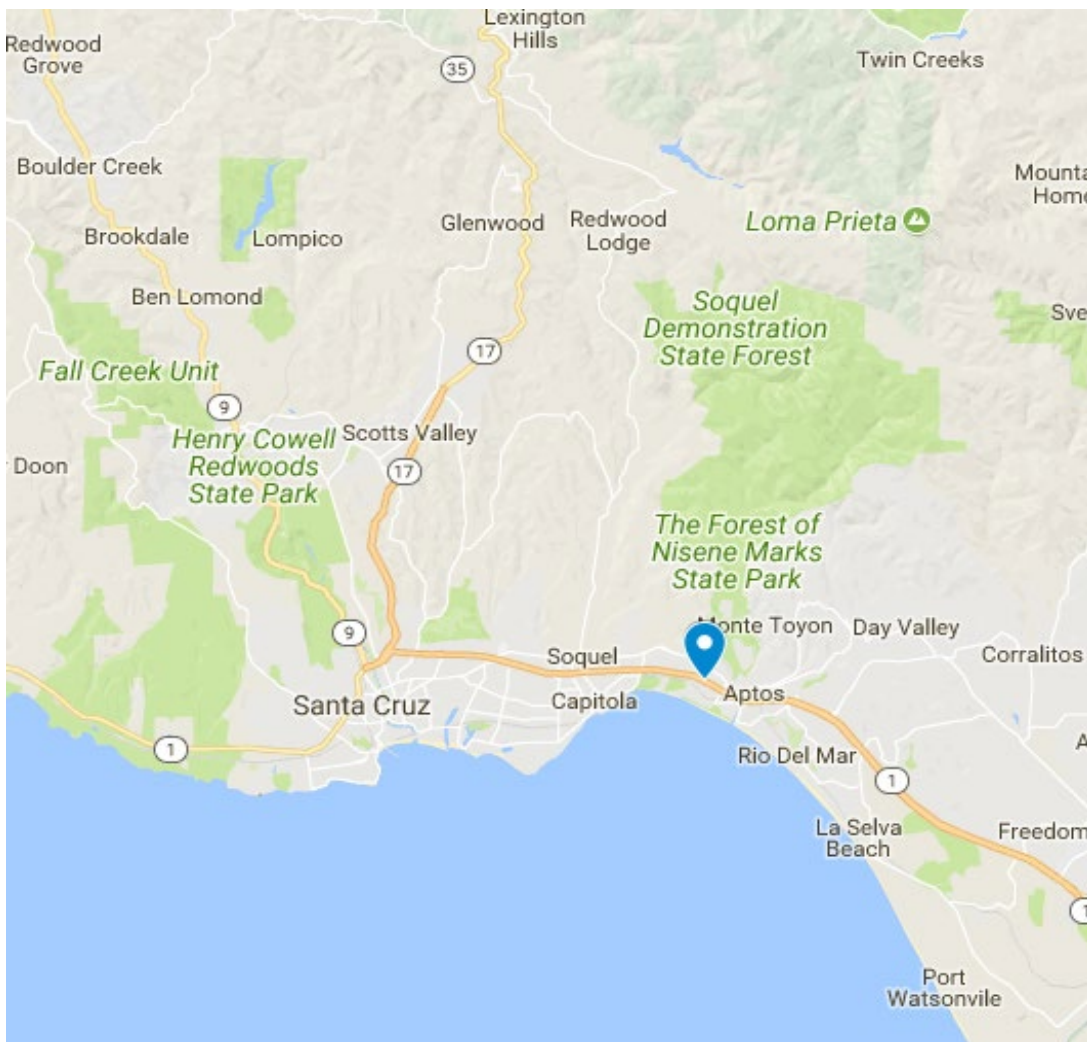 Lexington
Hills
Redwood
Grove
35
Twin Creeks
Boulder Creek
Mounta
Home
Glenwood
Redwood
Lodge
Loma Prieta
Brookdale
Lompico
Ben Lomond
Soquel
Demonstration
State Forest
Sve
17
Fall Creek Unit
9
Henry Cowell
Redwoods
State Park
Scotts Valley
17
Doon
The Forest of
Nisene Marks
State Park
9
Monte Toyon
Day Valley
Soquel
Corralitos
Santa Cruz
Capitola
Aptos
1
Rio Del Mar
A
1
La Selva
Beach
Freedom
1
Port
Watsonvile